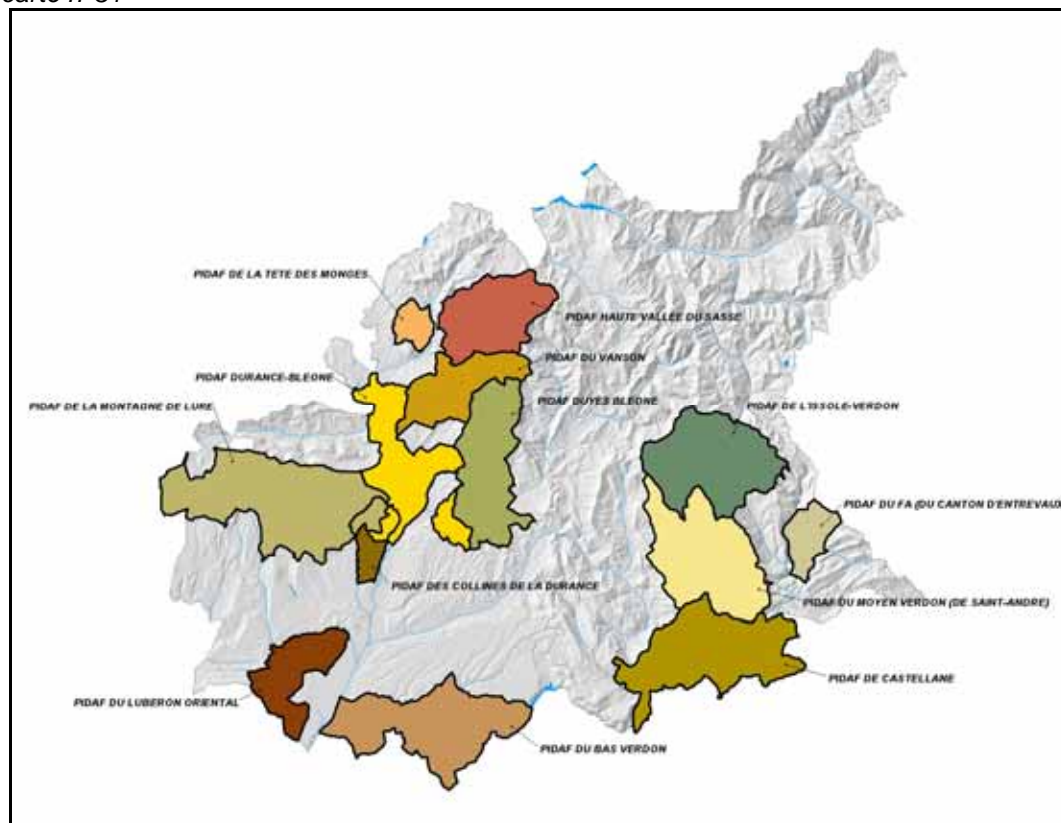 PIDAF DE LA TETE DES MONGES
PIDAF HAUTE VALLEE DU SASSE
PIDAF DU VANSON
PIDAF DURANCE-BLEONE
PIDAF DUYES BLEONE
PIDAF DE LA MONTAGNE DE LURE
PIDAF DE L'ISSOLE-VERDON
PIDAF DU FA (DU CANTON D'ENTREVAUX
PIDAF DES COLLINES DE LA DURANCE
PIDAF DU MOYEN VERDON (DE SAINT-ANDRE)
PIDAF DE CASTELLANE
PIDAF DU LUBERON ORIENTAL
PIDAF DU BAS VERDON